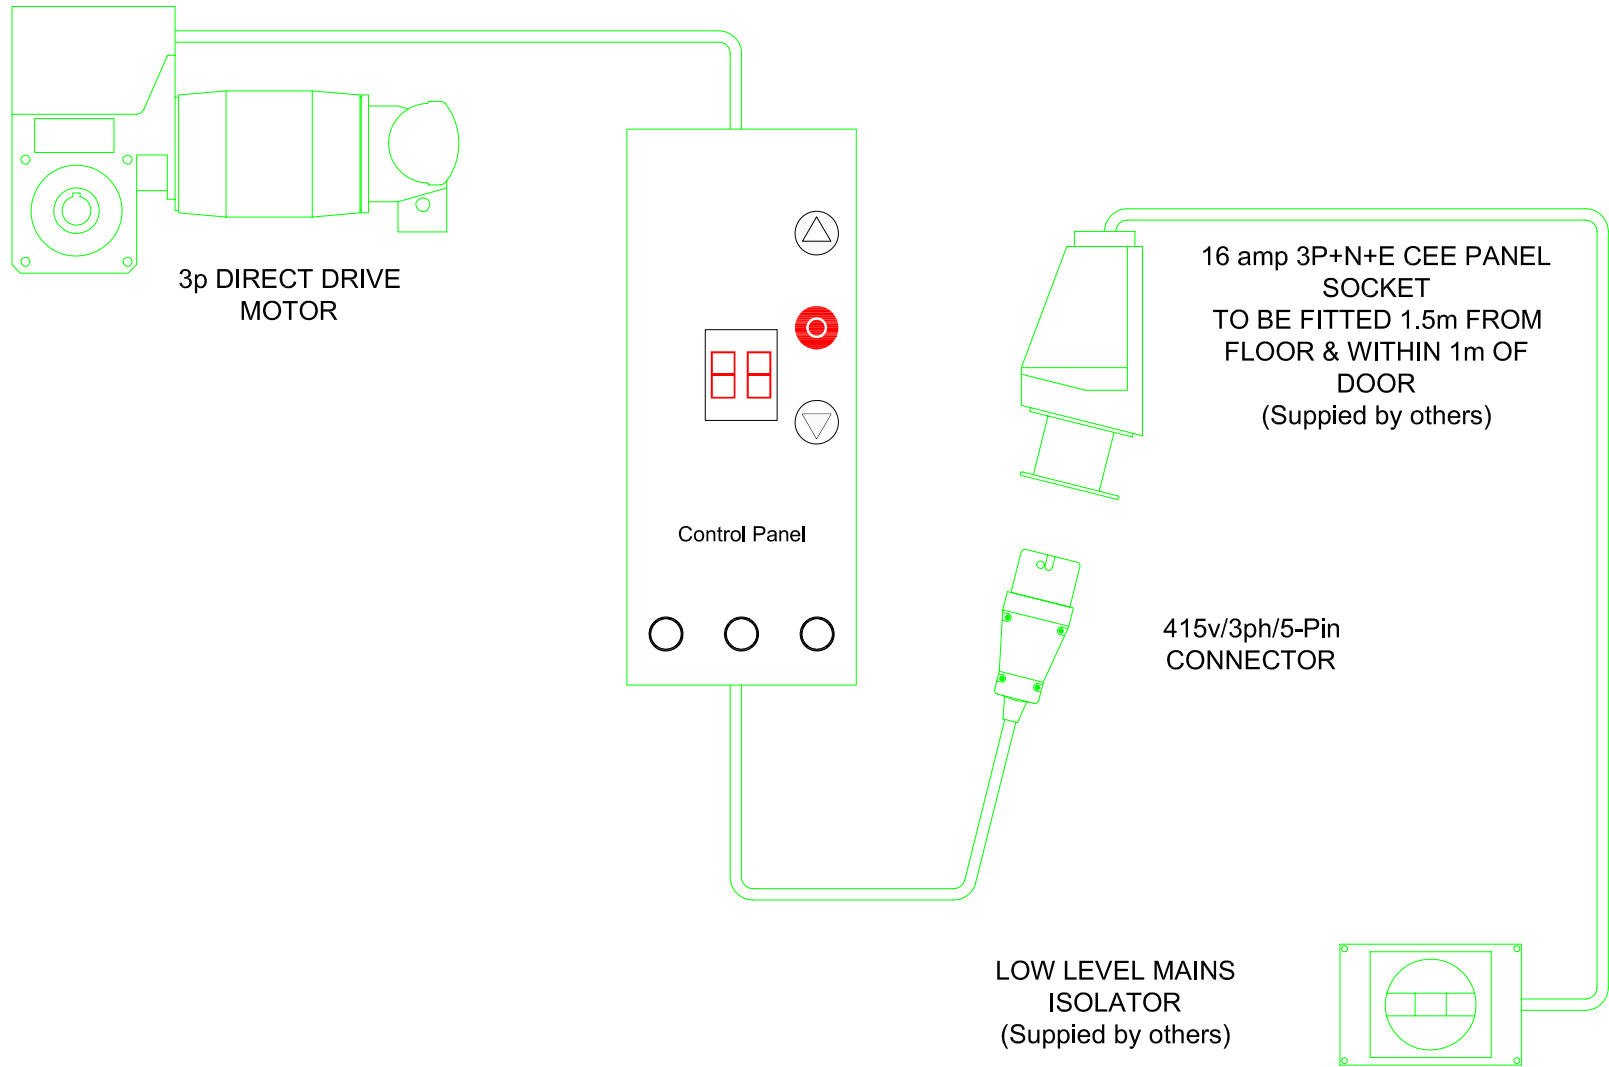 3p DIRECT DRIVE
MOTOR
16 amp 3P+N+E CEE PANEL
SOCKET
TO BE FITTED 1.5m FROM
FLOOR & WITHIN 1m OF
DOOR
(Suppied by others)
Control Panel
415v/3ph/5-Pin
CONNECTOR
LOW LEVEL MAINS
ISOLATOR
(Suppied by others)